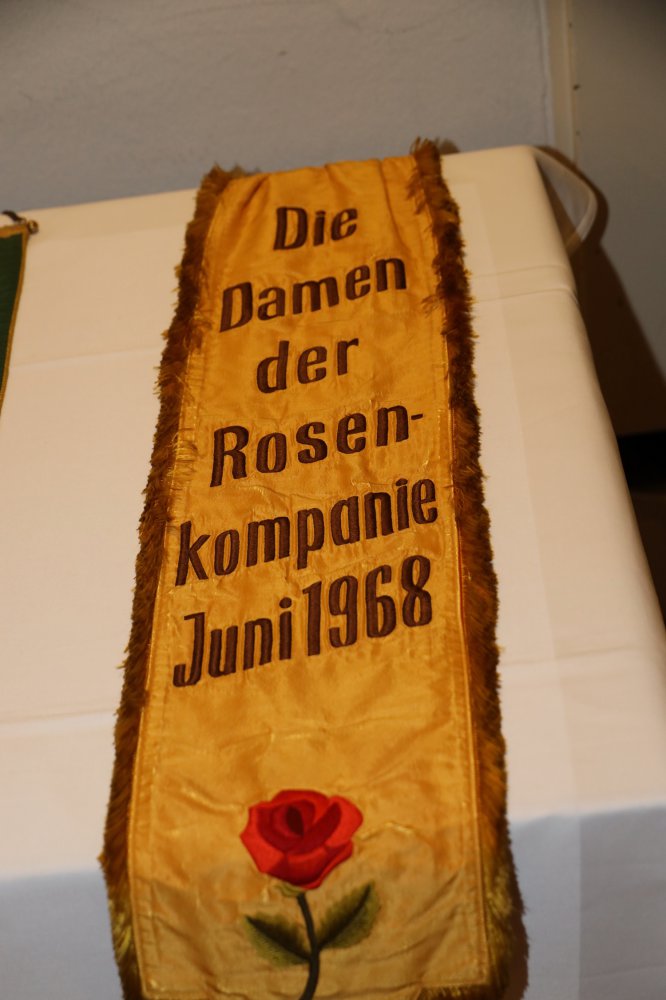 Die
Damen
der
Rosen-
kompanie
Juni 1968